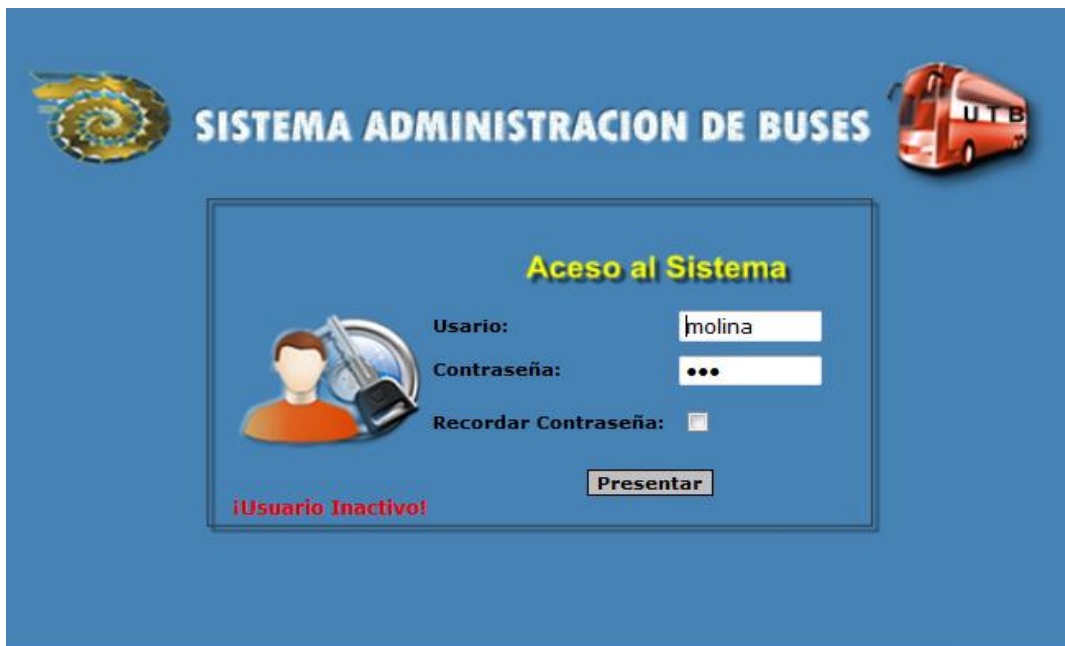 SISTEMA ADMINISTRACION DE BUSES
UTB
Aceso al Sistema
Usario: molina
Contraseña: •••
Recordar Contraseña:
Presentar
¡Usuario Inactivo!